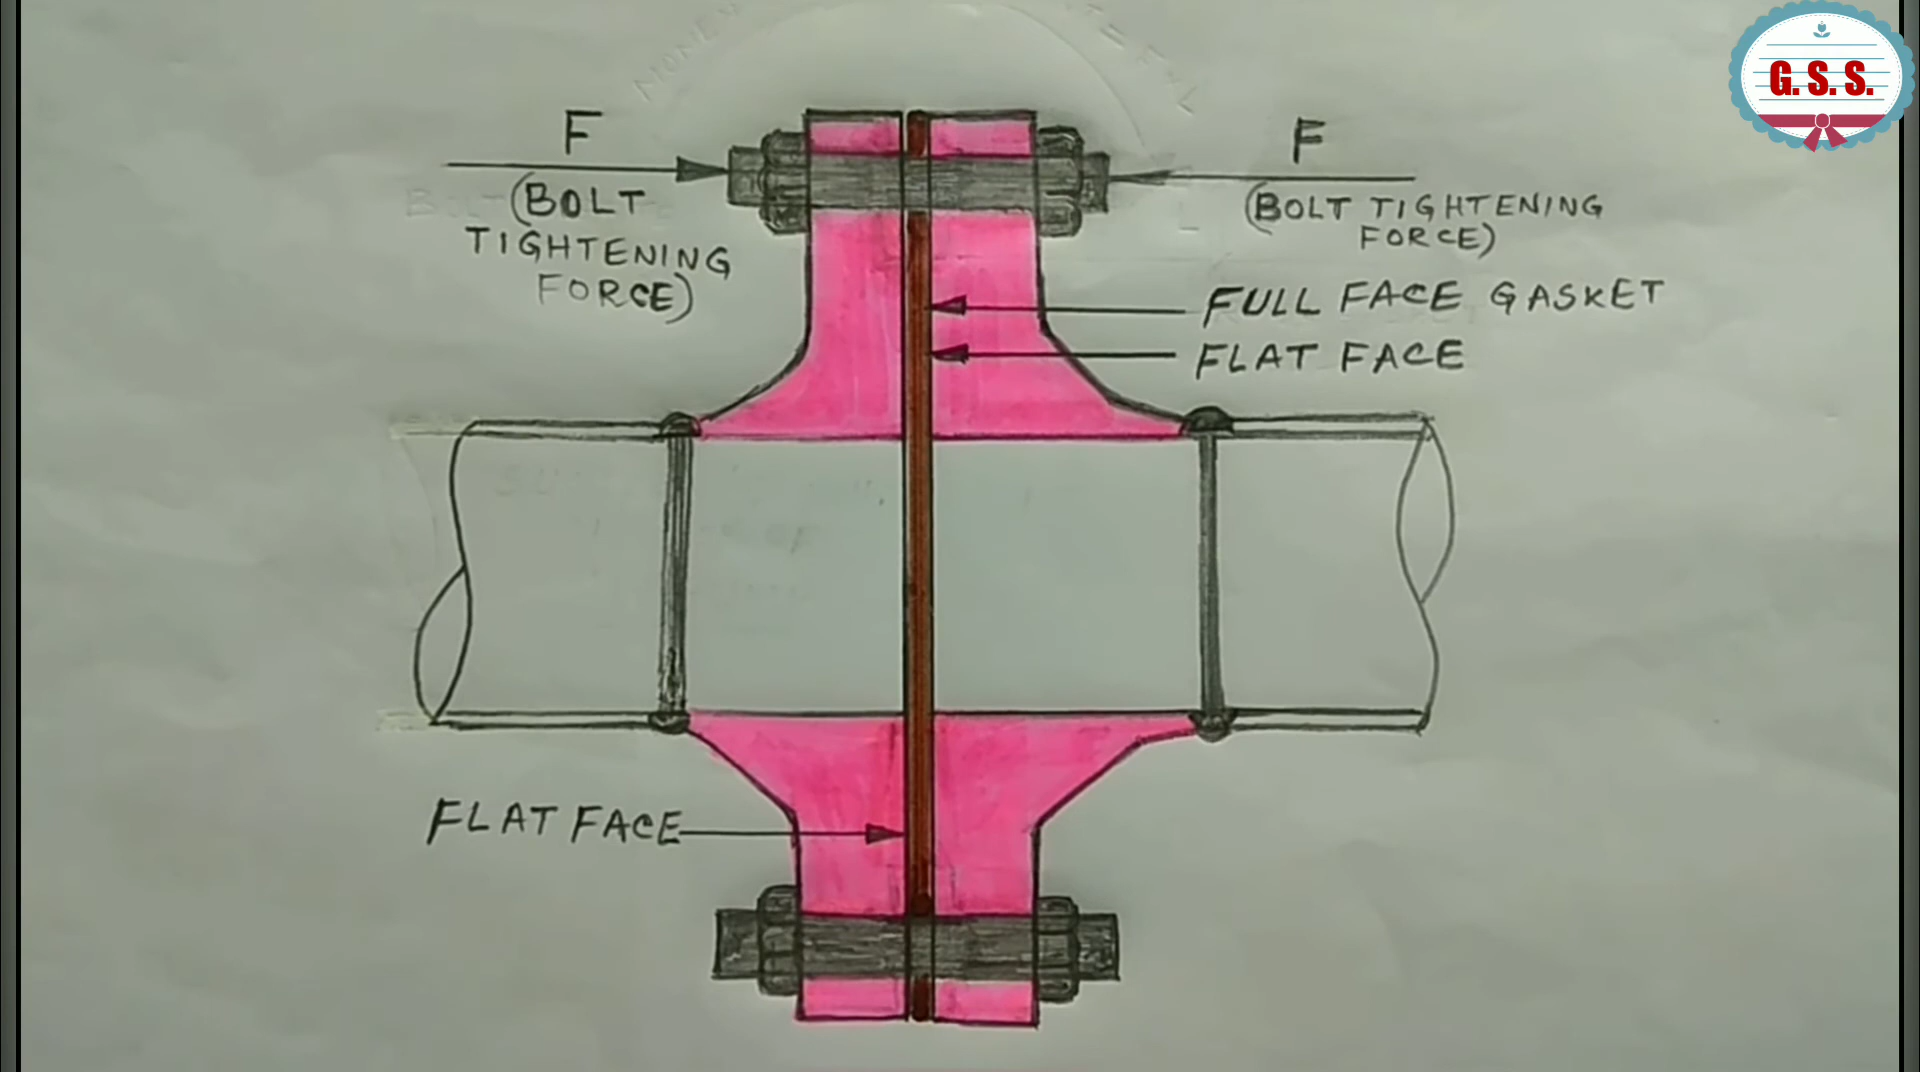 G. S. S.
F
(BOLT
TIGHTENING
FORCE)
F
(BOLT TIGHTENING
FORCE)
FULL FACE GASKET
FLAT FACE
FLAT FACE